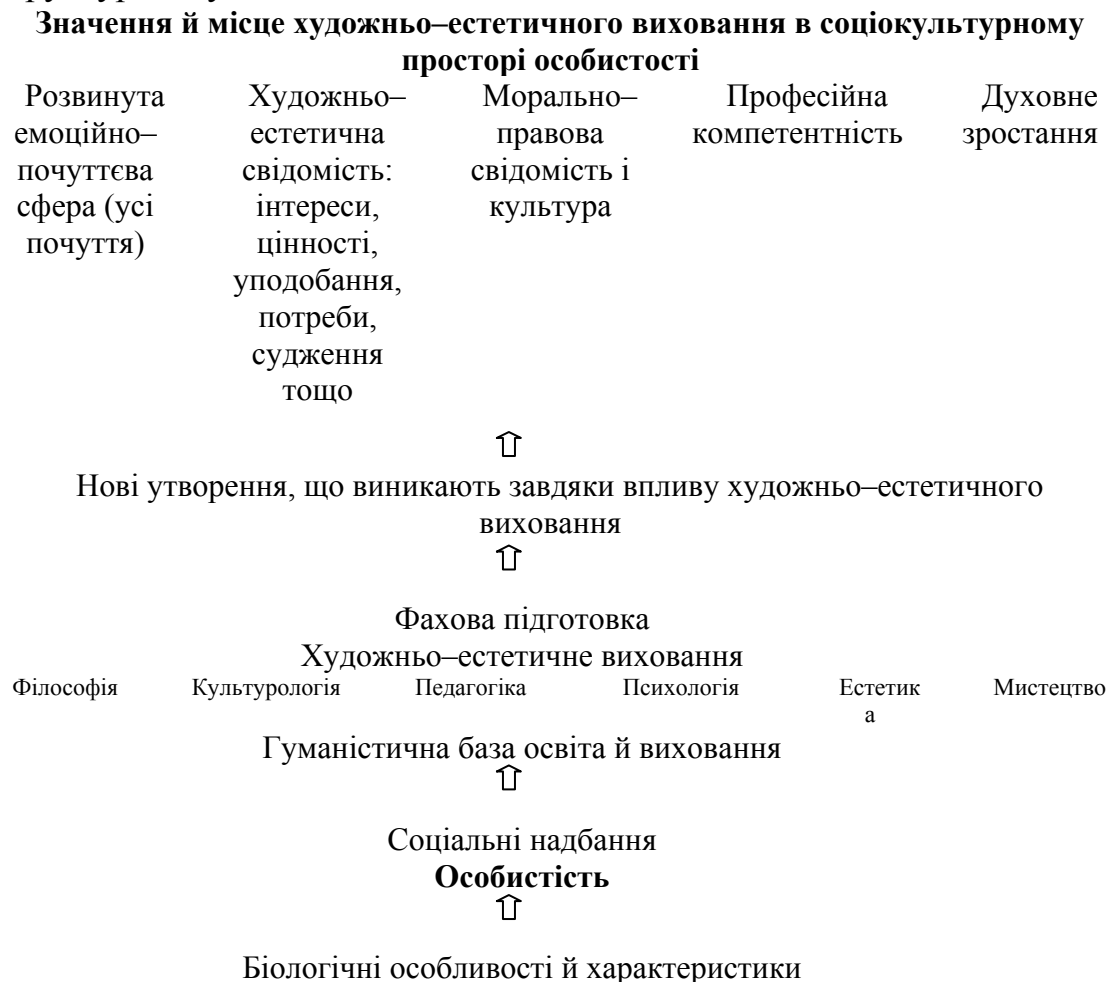 Значення й місце художньо–естетичного виховання в соціокультурному
просторі особистості
Розвинута
емоційно–
почуттєва
сфера (усі
почуття)
Художньо–
естетична
свідомість:
інтереси,
цінності,
уподобання,
потреби,
судження
тощо
Морально–
правова
свідомість і
культура
Професійна
компетентність
Духовне
зростання
⇧
Нові утворення, що виникають завдяки впливу художньо–естетичного
виховання
⇧
Фахова підготовка
Художньо–естетичне виховання
Філософія Культурологія Педагогіка Психологія Естетик
а
Мистецтво
Гуманістична база освіта й виховання
⇧
Соціальні надбання
Особистість
⇧
Біологічні особливості й характеристики